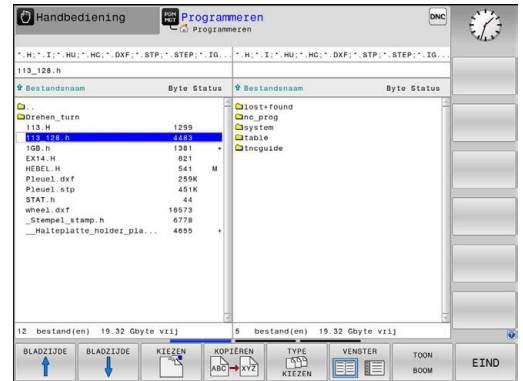 Handbediening
PGM
MGT
Programmeren
Programmeren
DNC
*.H;*.I;*.HU;*.HC;*.DXF;*.STP;*.STEP;*.IG...
*.H;*.I;*.HU;*.HC;*.DXF;*.STP;*.STEP;*.IG...
113_128.h
Bestandsnaam Byte Status
..
Drehen_turn
113.H 1299
113_128.h 4483
1GB.h 1381 +
EX14.H 821
HEBEL.H 541 M
Pleuel.dxf 259K
Pleuel.stp 451K
STAT.h 44
wheel.dxf 16573
_Stempel_stamp.h 6778
__Halteplatte_holder_pla... 4655 +
12 bestand(en) 19.32 Gbyte vrij
Bestandsnaam Byte Status
lost+found
nc_prog
system
table
tncguide
5 bestand(en) 19.32 Gbyte vrij
BLADZIJDE
BLADZIJDE
KIEZEN
KOPIËREN
ABC XYZ
TYPE
KIEZEN
VENSTER
TOON
BOOM
EIND